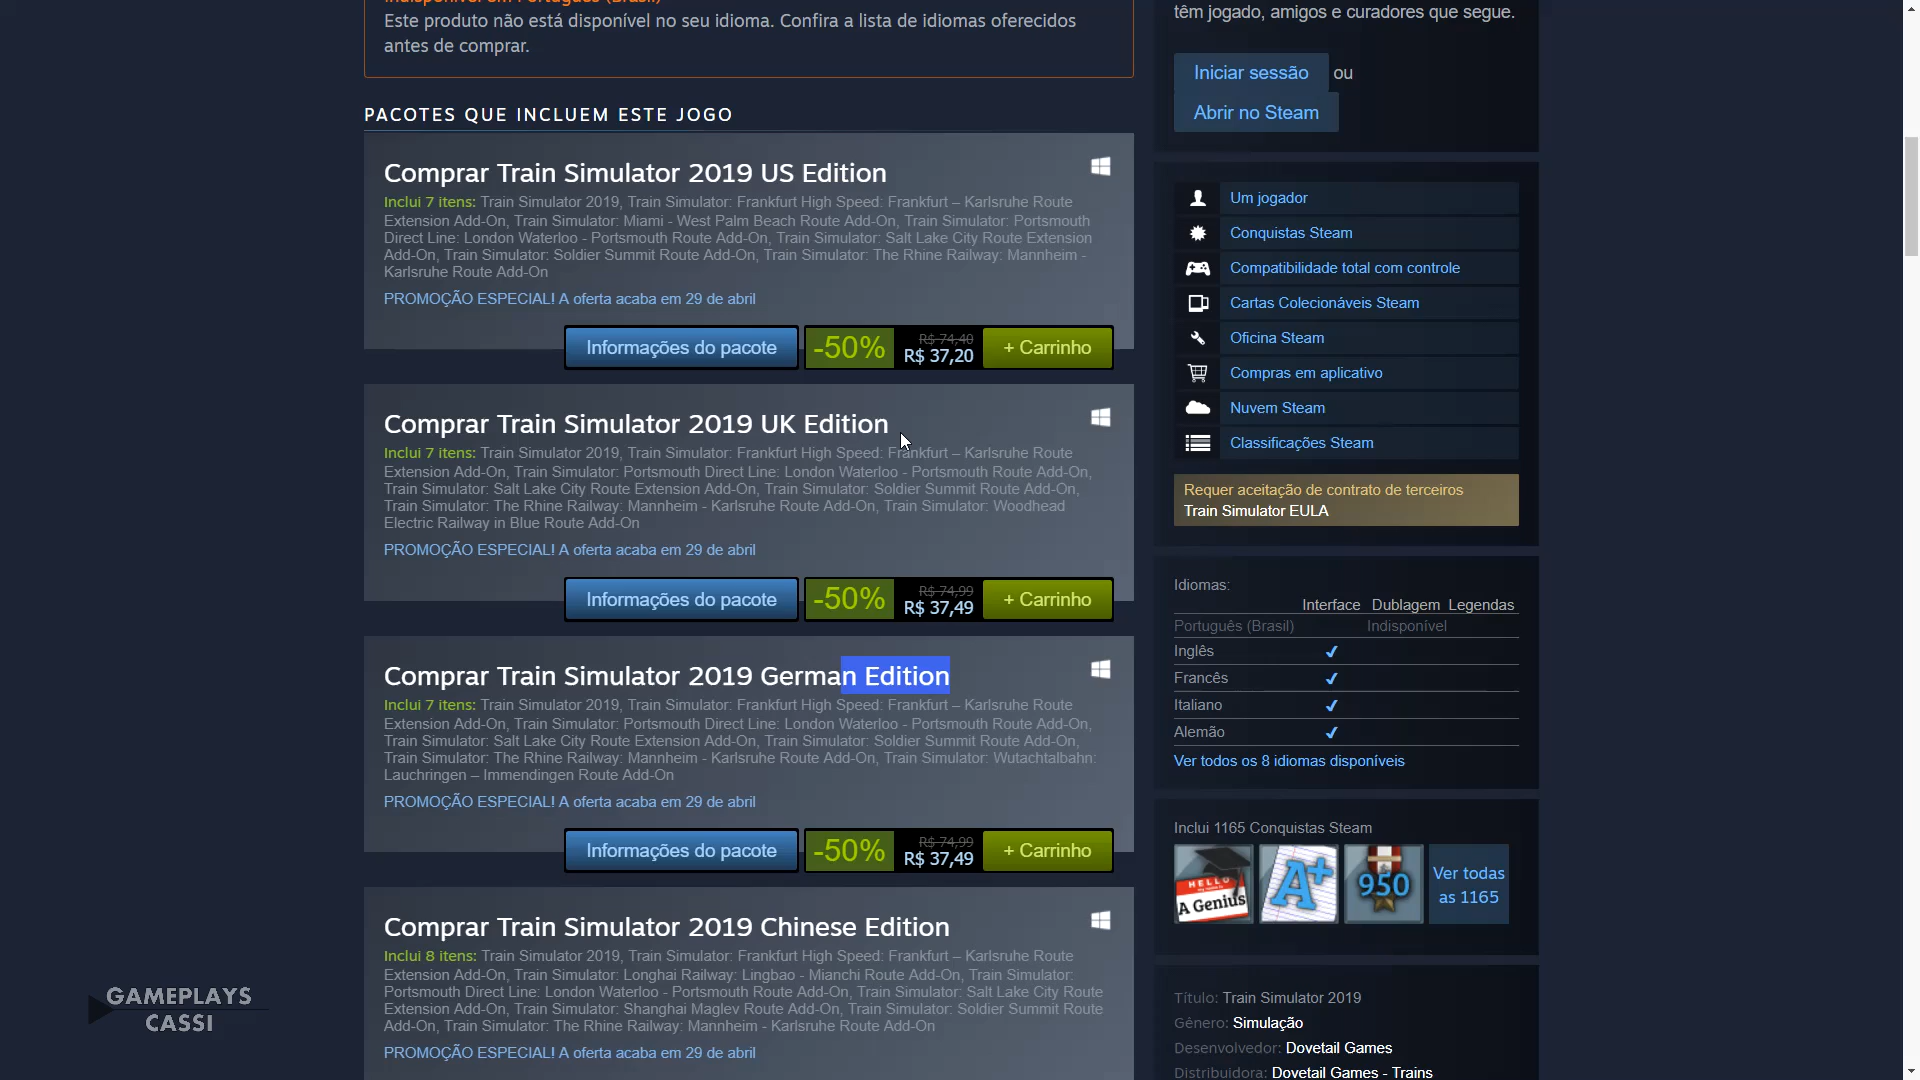 Indisponível em Português (Brasil)
Este produto não está disponível no seu idioma. Confira a lista de idiomas oferecidos
antes de comprar.
PACOTES QUE INCLUEM ESTE JOGO
Comprar Train Simulator 2019 US Edition
Inclui 7 itens: Train Simulator 2019, Train Simulator: Frankfurt High Speed: Frankfurt – Karlsruhe Route
Extension Add-On, Train Simulator: Miami - West Palm Beach Route Add-On, Train Simulator: Portsmouth
Direct Line: London Waterloo - Portsmouth Route Add-On, Train Simulator: Salt Lake City Route Extension
Add-On, Train Simulator: Soldier Summit Route Add-On, Train Simulator: The Rhine Railway: Mannheim -
Karlsruhe Route Add-On
PROMOÇÃO ESPECIAL! A oferta acaba em 29 de abril
Informações do pacote
-50%
R$ 74,40
R$ 37,20
+ Carrinho
Comprar Train Simulator 2019 UK Edition
Inclui 7 itens: Train Simulator 2019, Train Simulator: Frankfurt High Speed: Frankfurt – Karlsruhe Route
Extension Add-On, Train Simulator: Portsmouth Direct Line: London Waterloo - Portsmouth Route Add-On,
Train Simulator: Salt Lake City Route Extension Add-On, Train Simulator: Soldier Summit Route Add-On,
Train Simulator: The Rhine Railway: Mannheim - Karlsruhe Route Add-On, Train Simulator: Woodhead
Electric Railway in Blue Route Add-On
PROMOÇÃO ESPECIAL! A oferta acaba em 29 de abril
Informações do pacote
-50%
R$ 74,99
R$ 37,49
+ Carrinho
Comprar Train Simulator 2019 German Edition
Inclui 7 itens: Train Simulator 2019, Train Simulator: Frankfurt High Speed: Frankfurt – Karlsruhe Route
Extension Add-On, Train Simulator: Portsmouth Direct Line: London Waterloo - Portsmouth Route Add-On,
Train Simulator: Salt Lake City Route Extension Add-On, Train Simulator: Soldier Summit Route Add-On,
Train Simulator: The Rhine Railway: Mannheim - Karlsruhe Route Add-On, Train Simulator: Wutachtalbahn:
Lauchringen – Immendingen Route Add-On
PROMOÇÃO ESPECIAL! A oferta acaba em 29 de abril
Informações do pacote
-50%
R$ 74,99
R$ 37,49
+ Carrinho
Comprar Train Simulator 2019 Chinese Edition
Inclui 8 itens: Train Simulator 2019, Train Simulator: Frankfurt High Speed: Frankfurt – Karlsruhe Route
Extension Add-On, Train Simulator: Longhai Railway: Lingbao - Mianchi Route Add-On, Train Simulator:
Portsmouth Direct Line: London Waterloo - Portsmouth Route Add-On, Train Simulator: Salt Lake City Route
Extension Add-On, Train Simulator: Shanghai Maglev Route Add-On, Train Simulator: Soldier Summit Route
Add-On, Train Simulator: The Rhine Railway: Mannheim - Karlsruhe Route Add-On
PROMOÇÃO ESPECIAL! A oferta acaba em 29 de abril
têm jogado, amigos e curadores que segue.
Iniciar sessão ou
Abrir no Steam
Um jogador
Conquistas Steam
Compatibilidade total com controle
Cartas Colecionáveis Steam
Oficina Steam
Compras em aplicativo
Nuvem Steam
Classificações Steam
Requer aceitação de contrato de terceiros
Train Simulator EULA
Idiomas:
Interface Dublagem Legendas
Português (Brasil) Indisponível
Inglês ✔
Francês ✔
Italiano ✔
Alemão ✔
Ver todos os 8 idiomas disponíveis
Inclui 1165 Conquistas Steam
HELLO
A Genius
A+
950
Ver todas
as 1165
Título: Train Simulator 2019
Gênero: Simulação
Desenvolvedor: Dovetail Games
Distribuidora: Dovetail Games - Trains
GAMEPLAYS
CASSI